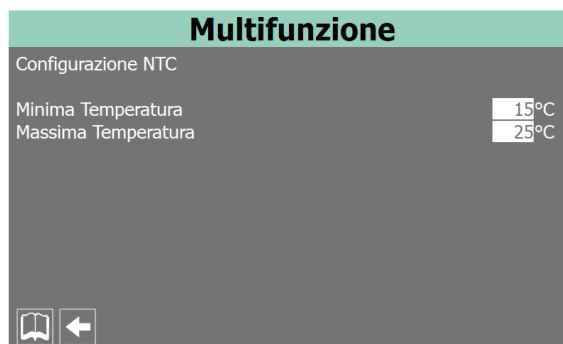 Multifunzione
Configurazione NTC
Minima Temperatura 15°C
Massima Temperatura 25°C